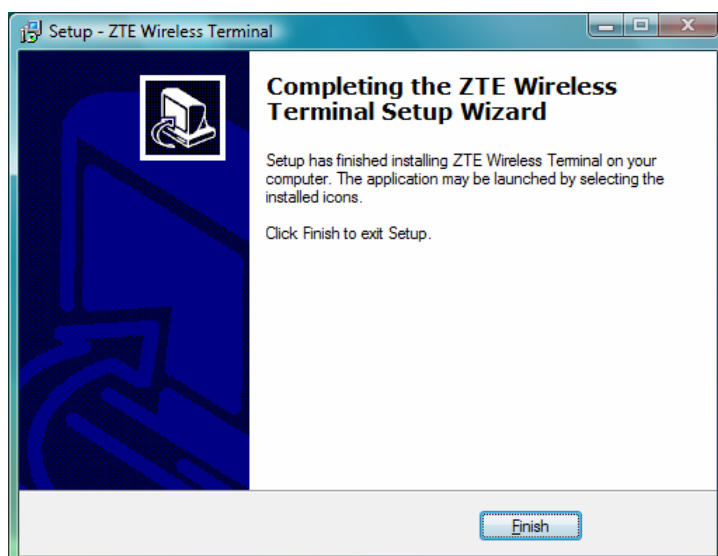 Setup - ZTE Wireless Terminal
Completing the ZTE Wireless
Terminal Setup Wizard
Setup has finished installing ZTE Wireless Terminal on your
computer. The application may be launched by selecting the
installed icons.
Click Finish to exit Setup.
Finish